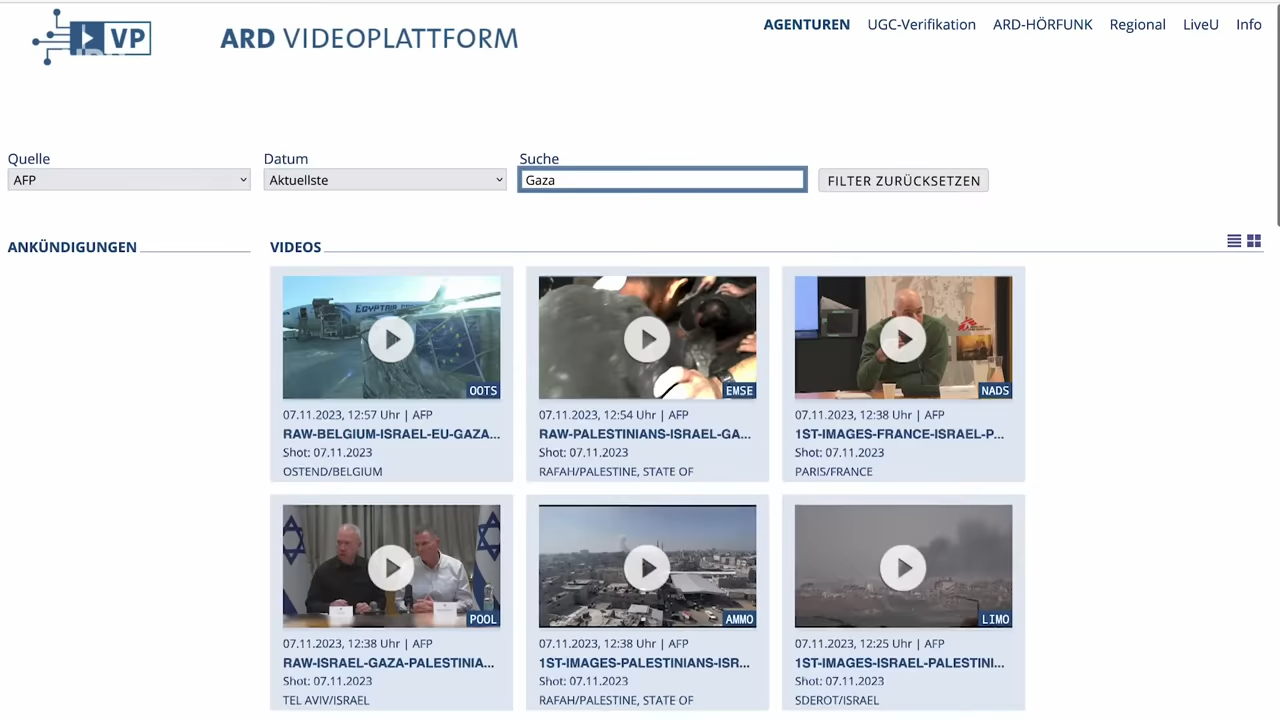 VP
ARD VIDEOPLATTFORM
AGENTUREN UGC-Verifikation ARD-HÖRFUNK Regional LiveU Info
Quelle Datum Suche
AFP Aktuellste Gaza FILTER ZURÜCKSETZEN
ANKÜNDIGUNGEN VIDEOS
EGYPTAIR
OOTS EMSE NADS
07.11.2023, 12:57 Uhr | AFP 07.11.2023, 12:54 Uhr | AFP 07.11.2023, 12:38 Uhr | AFP
RAW-BELGIUM-ISRAEL-EU-GAZA... RAW-PALESTINIANS-ISRAEL-GA... 1ST-IMAGES-FRANCE-ISRAEL-P...
Shot: 07.11.2023 Shot: 07.11.2023 Shot: 07.11.2023
OSTEND/BELGIUM RAFAH/PALESTINE, STATE OF PARIS/FRANCE
POOL AMMO LIMO
07.11.2023, 12:38 Uhr | AFP 07.11.2023, 12:38 Uhr | AFP 07.11.2023, 12:25 Uhr | AFP
RAW-ISRAEL-GAZA-PALESTINIA... 1ST-IMAGES-PALESTINIANS-ISR... 1ST-IMAGES-ISRAEL-PALESTINI...
Shot: 07.11.2023 Shot: 07.11.2023 Shot: 07.11.2023
TEL AVIV/ISRAEL RAFAH/PALESTINE, STATE OF SDEROT/ISRAEL